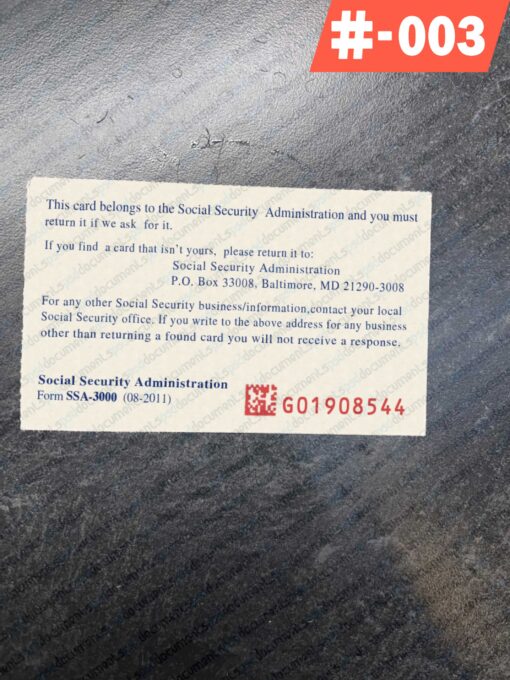 #-003
This card belongs to the Social Security Administration and you must
return it if we ask for it.
If you find a card that isn't yours, please return it to:
Social Security Administration
P.O. Box 33008, Baltimore, MD 21290-3008
For any other Social Security business/information,contact your local
Social Security office. If you write to the above address for any business
other than returning a found card you will not receive a response.
Social Security Administration
Form SSA-3000 (08-2011)
G01908544